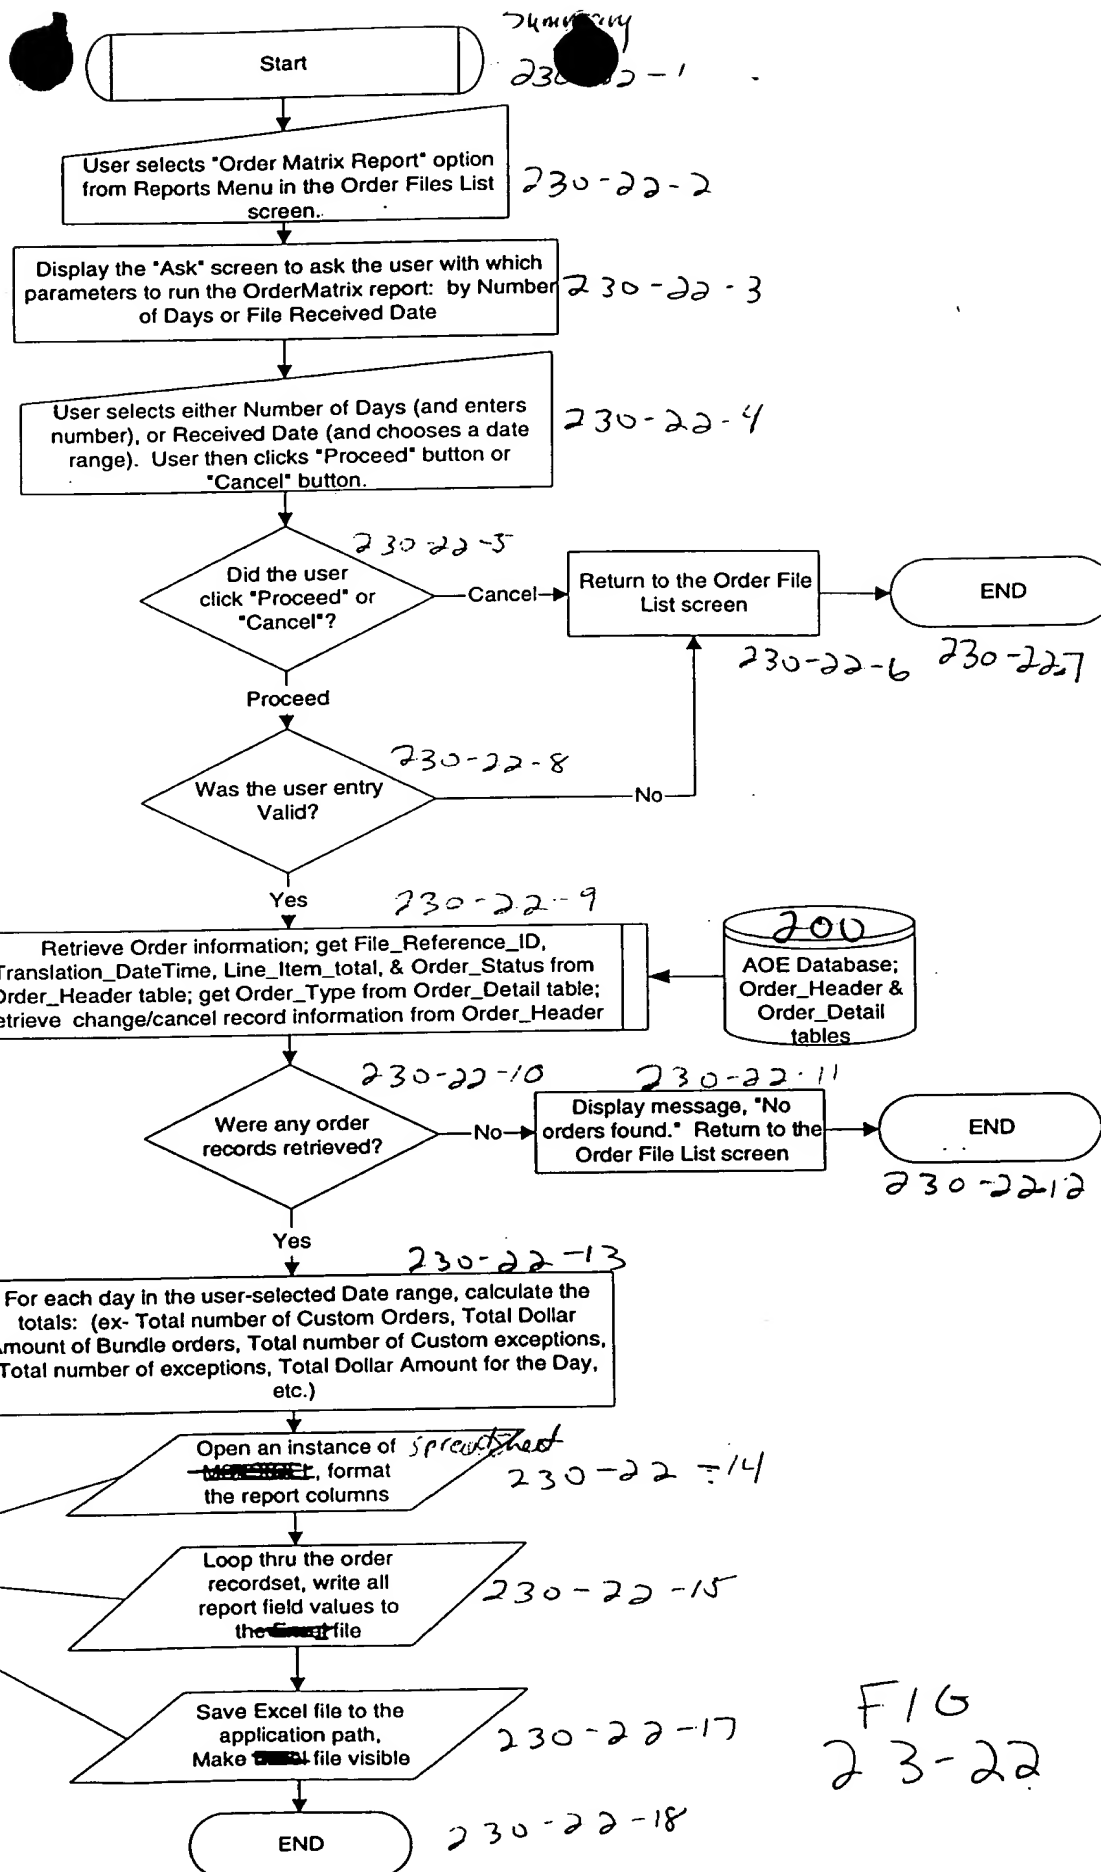 Summary
Start
230-22-1
User selects "Order Matrix Report" option
from Reports Menu in the Order Files List
screen.
230-22-2
Display the "Ask" screen to ask the user with which
parameters to run the OrderMatrix report: by Number
of Days or File Received Date
230-22-3
User selects either Number of Days (and enters
number), or Received Date (and chooses a date
range). User then clicks "Proceed" button or
"Cancel" button.
230-22-4
230-22-5
Did the user
click "Proceed" or
"Cancel"?
Cancel
Return to the Order File
List screen
END
230-22-6
230-22-7
Proceed
230-22-8
Was the user entry
Valid?
No
Yes
230-22-9
Retrieve Order information; get File_Reference_ID,
Translation_DateTime, Line_Item_total, & Order_Status from
Order_Header table; get Order_Type from Order_Detail table;
etrieve change/cancel record information from Order_Header
200
AOE Database;
Order_Header &
Order_Detail
tables
230-22-10
Were any order
records retrieved?
No
230-22-11
Display message, "No
orders found." Return to the
Order File List screen
END
230-22-12
Yes
230-22-13
For each day in the user-selected Date range, calculate the
totals: (ex- Total number of Custom Orders, Total Dollar
Amount of Bundle orders, Total number of Custom exceptions,
Total number of exceptions, Total Dollar Amount for the Day,
etc.)
Open an instance of spreadsheet
, format
the report columns
230-22-14
Loop thru the order
recordset, write all
report field values to
the file
230-22-15
Save Excel file to the
application path,
Make file visible
230-22-17
END
230-22-18
FIG
23-22